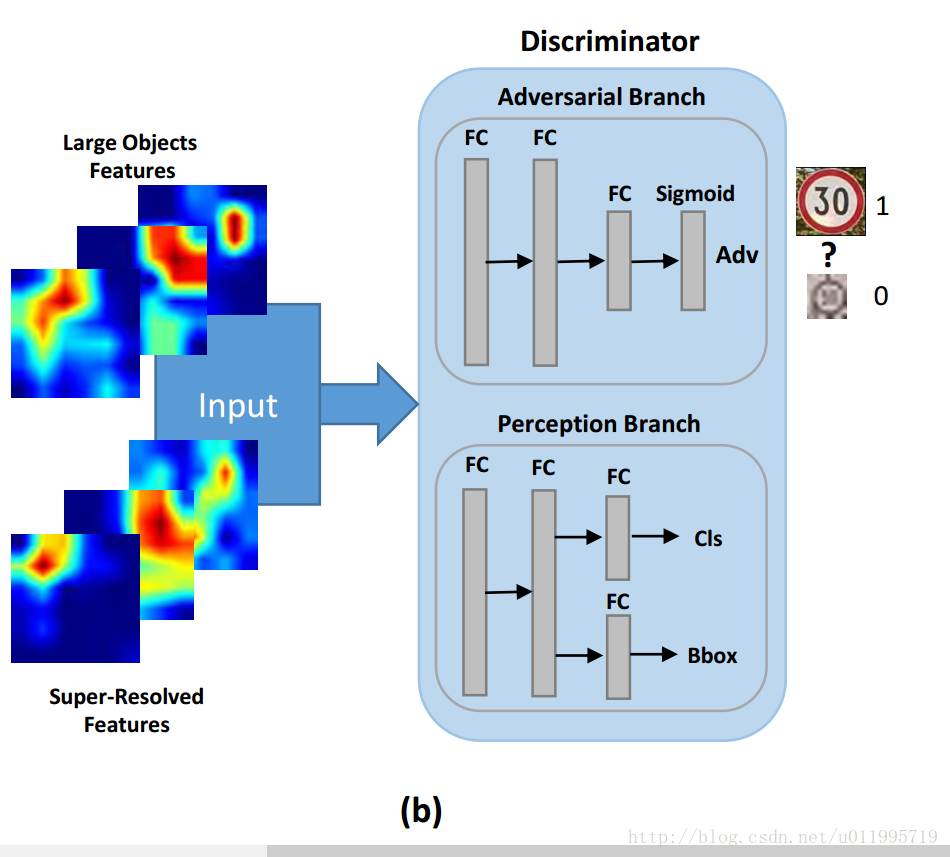 Discriminator
Adversarial Branch
Large Objects
Features
FC
FC
FC
Sigmoid
Adv
30
1
?
30
0
Input
Perception Branch
FC
FC
FC
Cls
FC
Bbox
Super-Resolved
Features
(b)
http://blog.csdn.net/u011995719